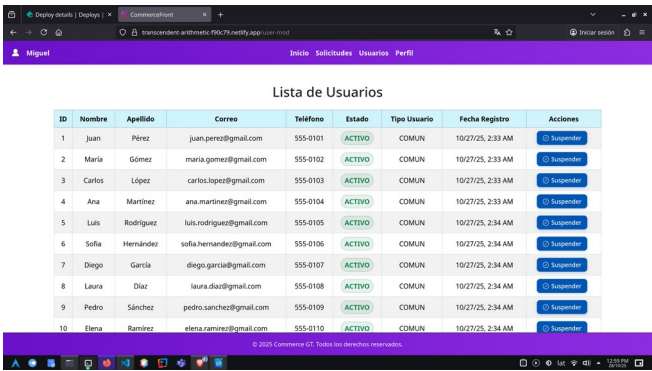 Deploy details | Deploys |
CommerceFront
transcendent-arithmetic-f90c79.netlify.app/user-mod
Iniciar sesión
Miguel
Inicio Solicitudes Usuarios Perfil
Lista de Usuarios
ID Nombre Apellido Correo Teléfono Estado Tipo Usuario Fecha Registro Acciones
1 Juan Pérez juan.perez@gmail.com 555-0101 ACTIVO COMUN 10/27/25, 2:33 AM Suspender
2 María Gómez maria.gomez@gmail.com 555-0102 ACTIVO COMUN 10/27/25, 2:33 AM Suspender
3 Carlos López carlos.lopez@gmail.com 555-0103 ACTIVO COMUN 10/27/25, 2:33 AM Suspender
4 Ana Martínez ana.martinez@gmail.com 555-0104 ACTIVO COMUN 10/27/25, 2:33 AM Suspender
5 Luis Rodríguez luis.rodriguez@gmail.com 555-0105 ACTIVO COMUN 10/27/25, 2:34 AM Suspender
6 Sofía Hernández sofia.hernandez@gmail.com 555-0106 ACTIVO COMUN 10/27/25, 2:34 AM Suspender
7 Diego García diego.garcia@gmail.com 555-0107 ACTIVO COMUN 10/27/25, 2:34 AM Suspender
8 Laura Díaz laura.diaz@gmail.com 555-0108 ACTIVO COMUN 10/27/25, 2:34 AM Suspender
9 Pedro Sánchez pedro.sanchez@gmail.com 555-0109 ACTIVO COMUN 10/27/25, 2:34 AM Suspender
10 Elena Ramírez elena.ramirez@gmail.com 555-0110 ACTIVO COMUN 10/27/25, 2:34 AM Suspender
© 2025 Commerce GT. Todos los derechos reservados.
lat 12:59 PM
28/10/25